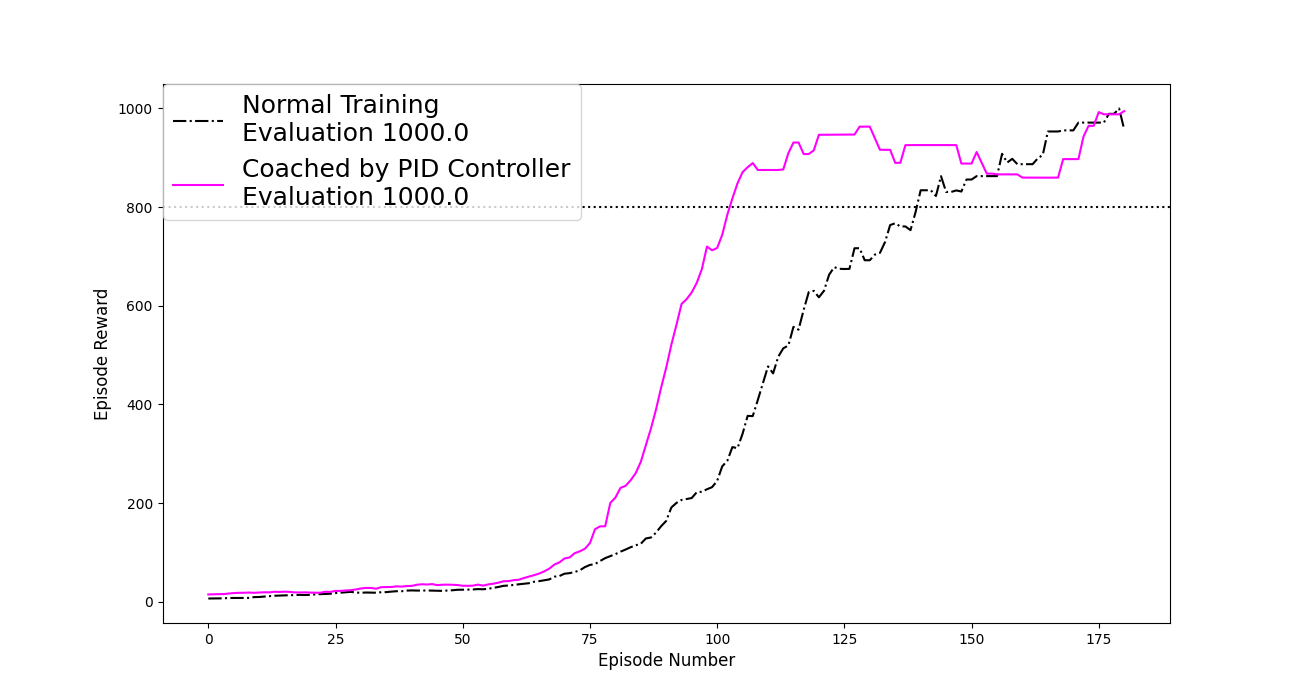 Normal Training
Evaluation 1000.0
Coached by PID Controller
Evaluation 1000.0
1000
800
600
400
200
0
Episode Reward
0 25 50 75 100 125 150 175
Episode Number